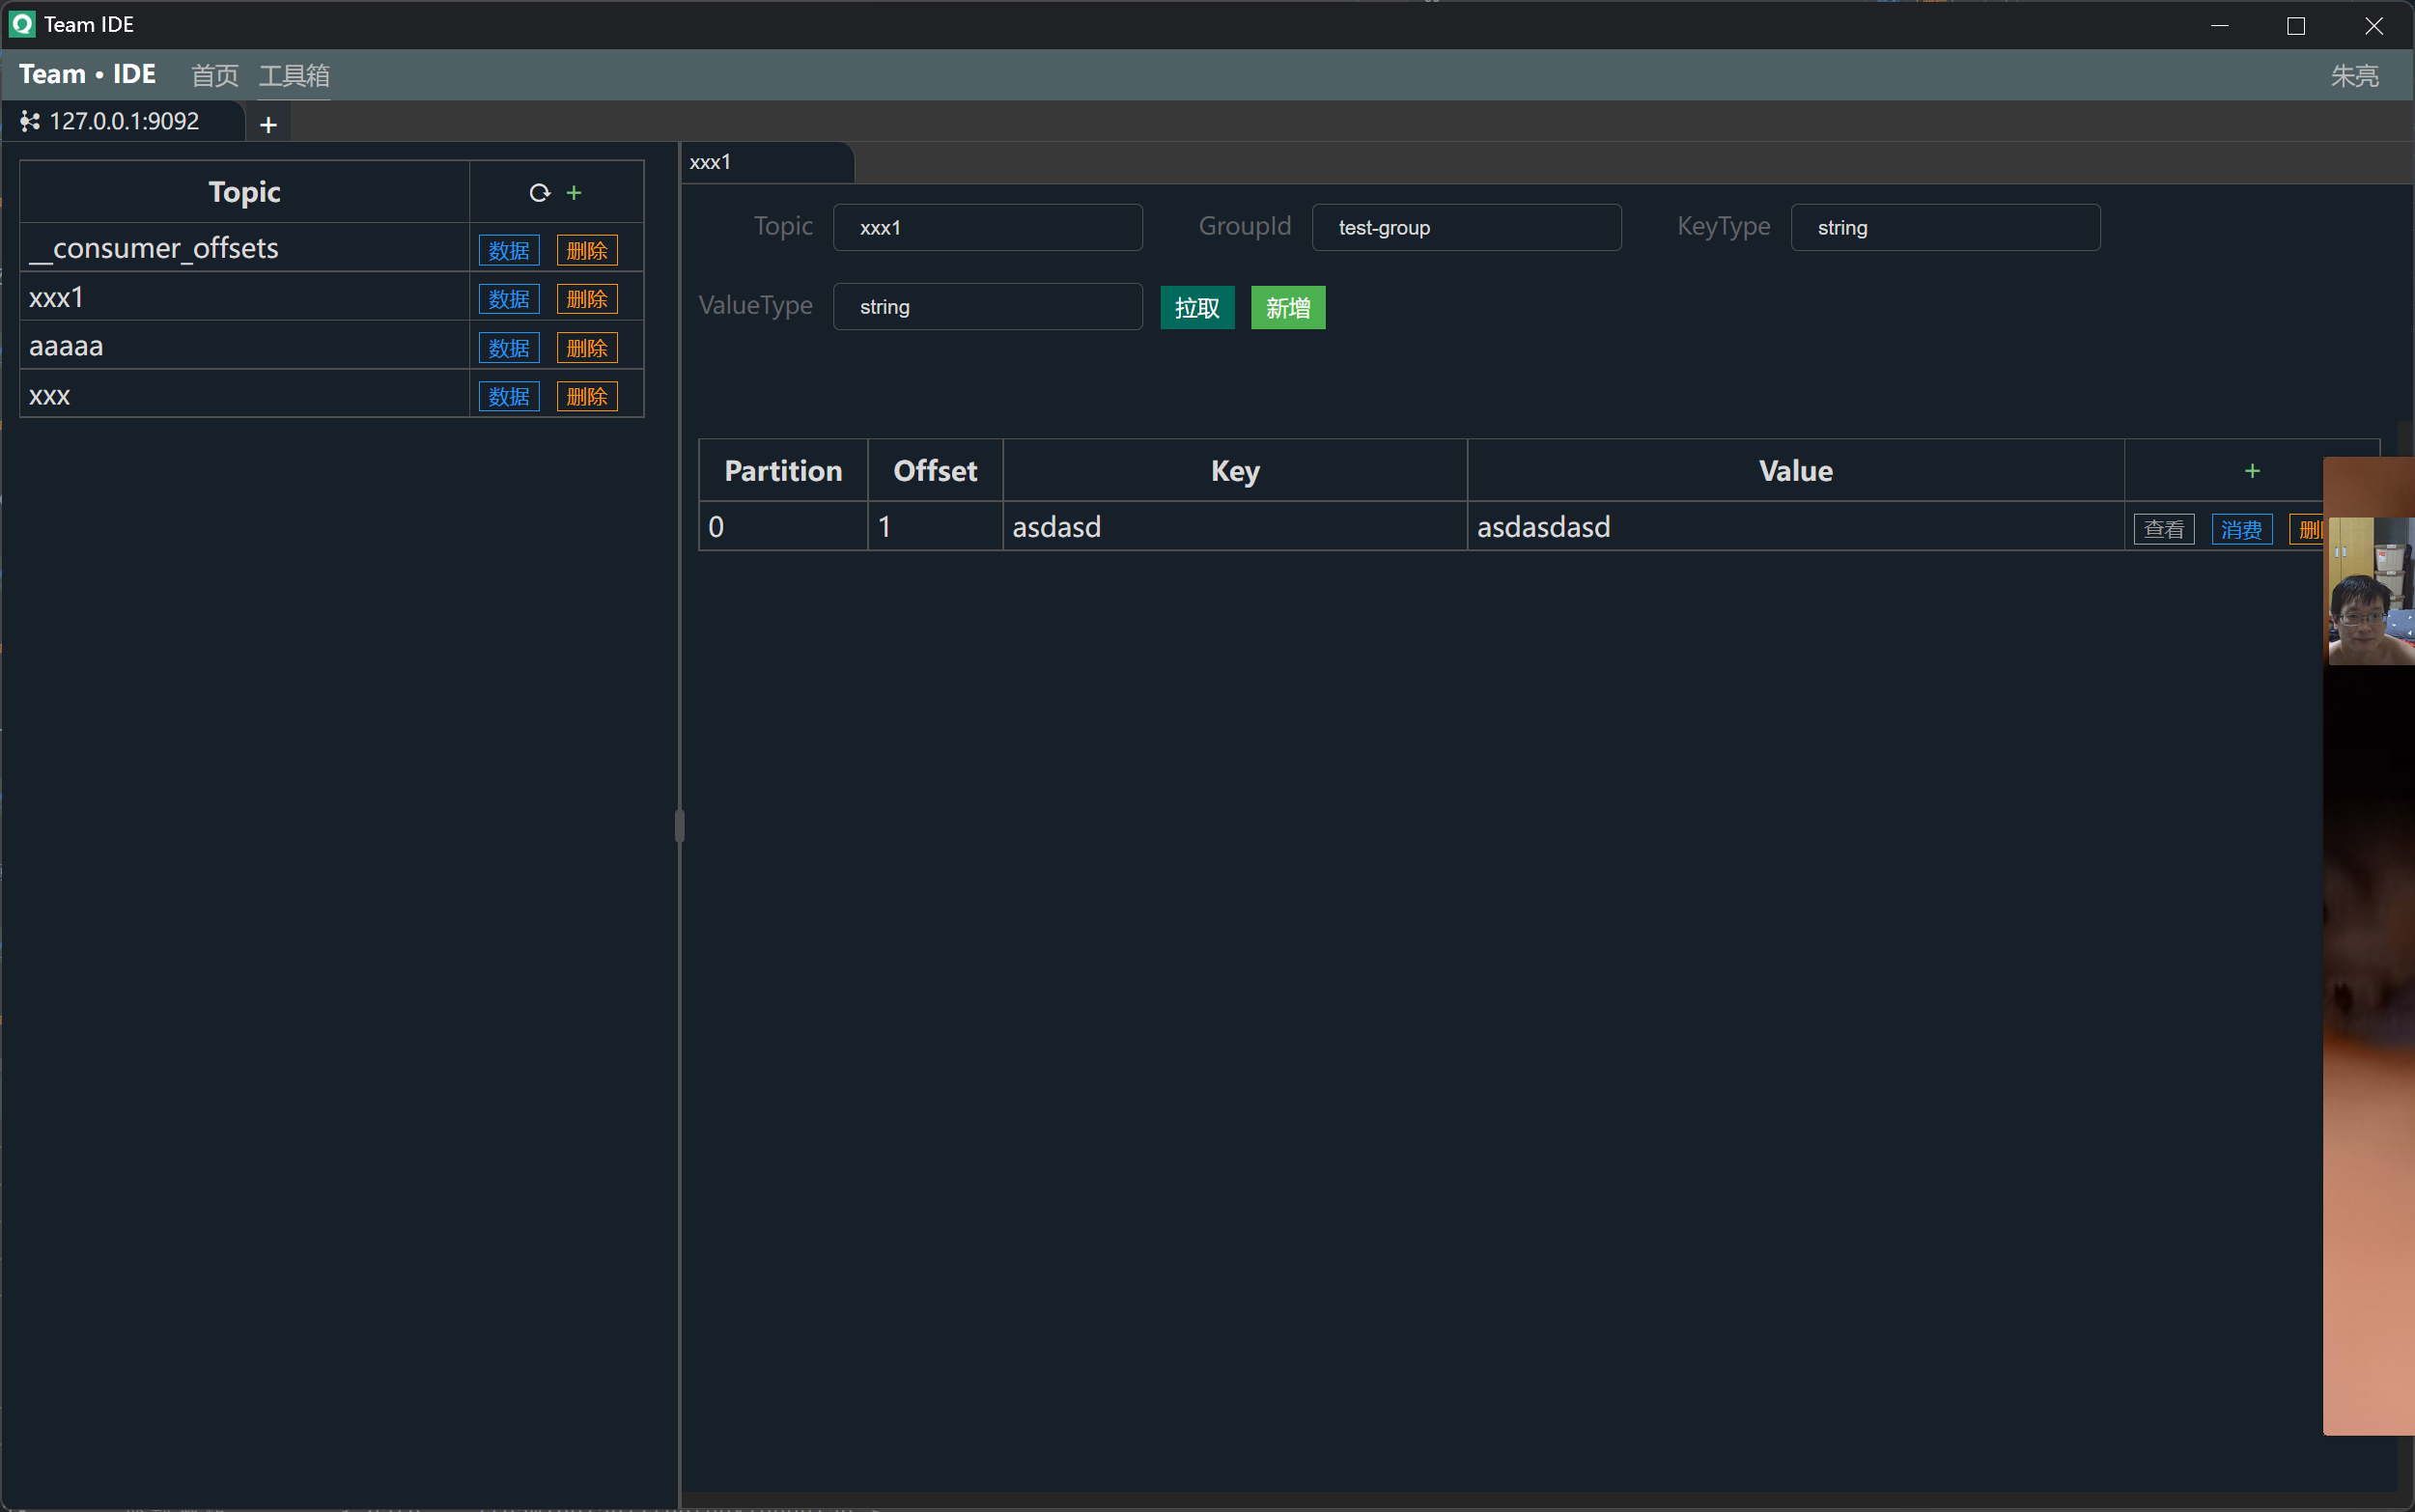 Team IDE
Team • IDE 首页 工具箱 朱亮
127.0.0.1:9092 +
Topic +
__consumer_offsets 数据 删除
xxx1 数据 删除
aaaaa 数据 删除
xxx 数据 删除
xxx1
Topic xxx1 GroupId test-group KeyType string
ValueType string 拉取 新增
Partition Offset Key Value +
0 1 asdasd asdasdasd 查看 消费 删